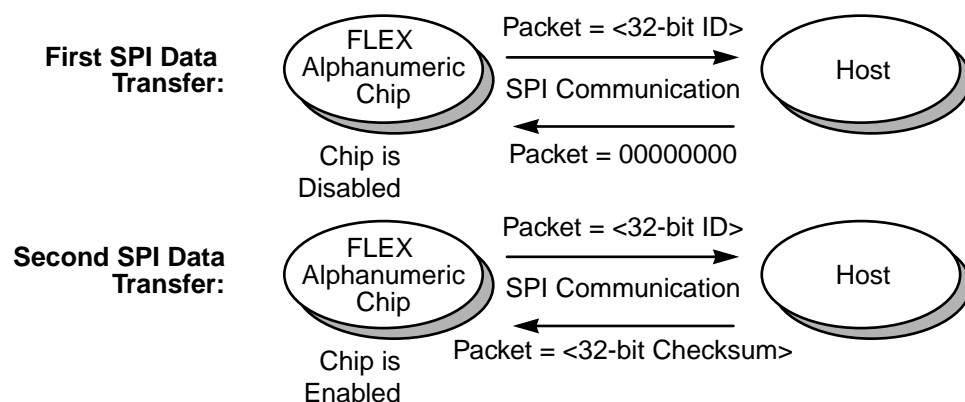 First SPI Data
Transfer:
FLEX
Alphanumeric
Chip
Packet = <32-bit ID>
SPI Communication
Packet = 00000000
Host
Chip is
Disabled
Second SPI Data
Transfer:
FLEX
Alphanumeric
Chip
Packet = <32-bit ID>
SPI Communication
Packet = <32-bit Checksum>
Host
Chip is
Enabled